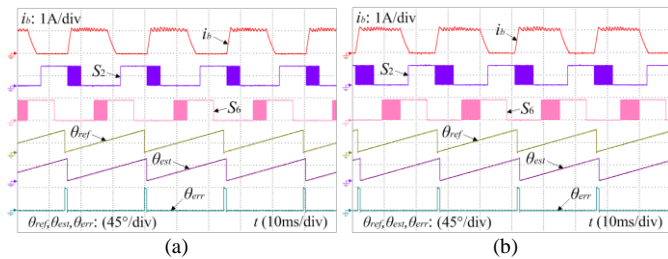 ib: 1A/div
ib
S2
S6
θref
θest
θerr
θref,θest,θerr: (45°/div)
t (10ms/div)
(a)
ib: 1A/div
ib
S2
S6
θref
θest
θerr
θref,θest,θerr: (45°/div)
t (10ms/div)
(b)